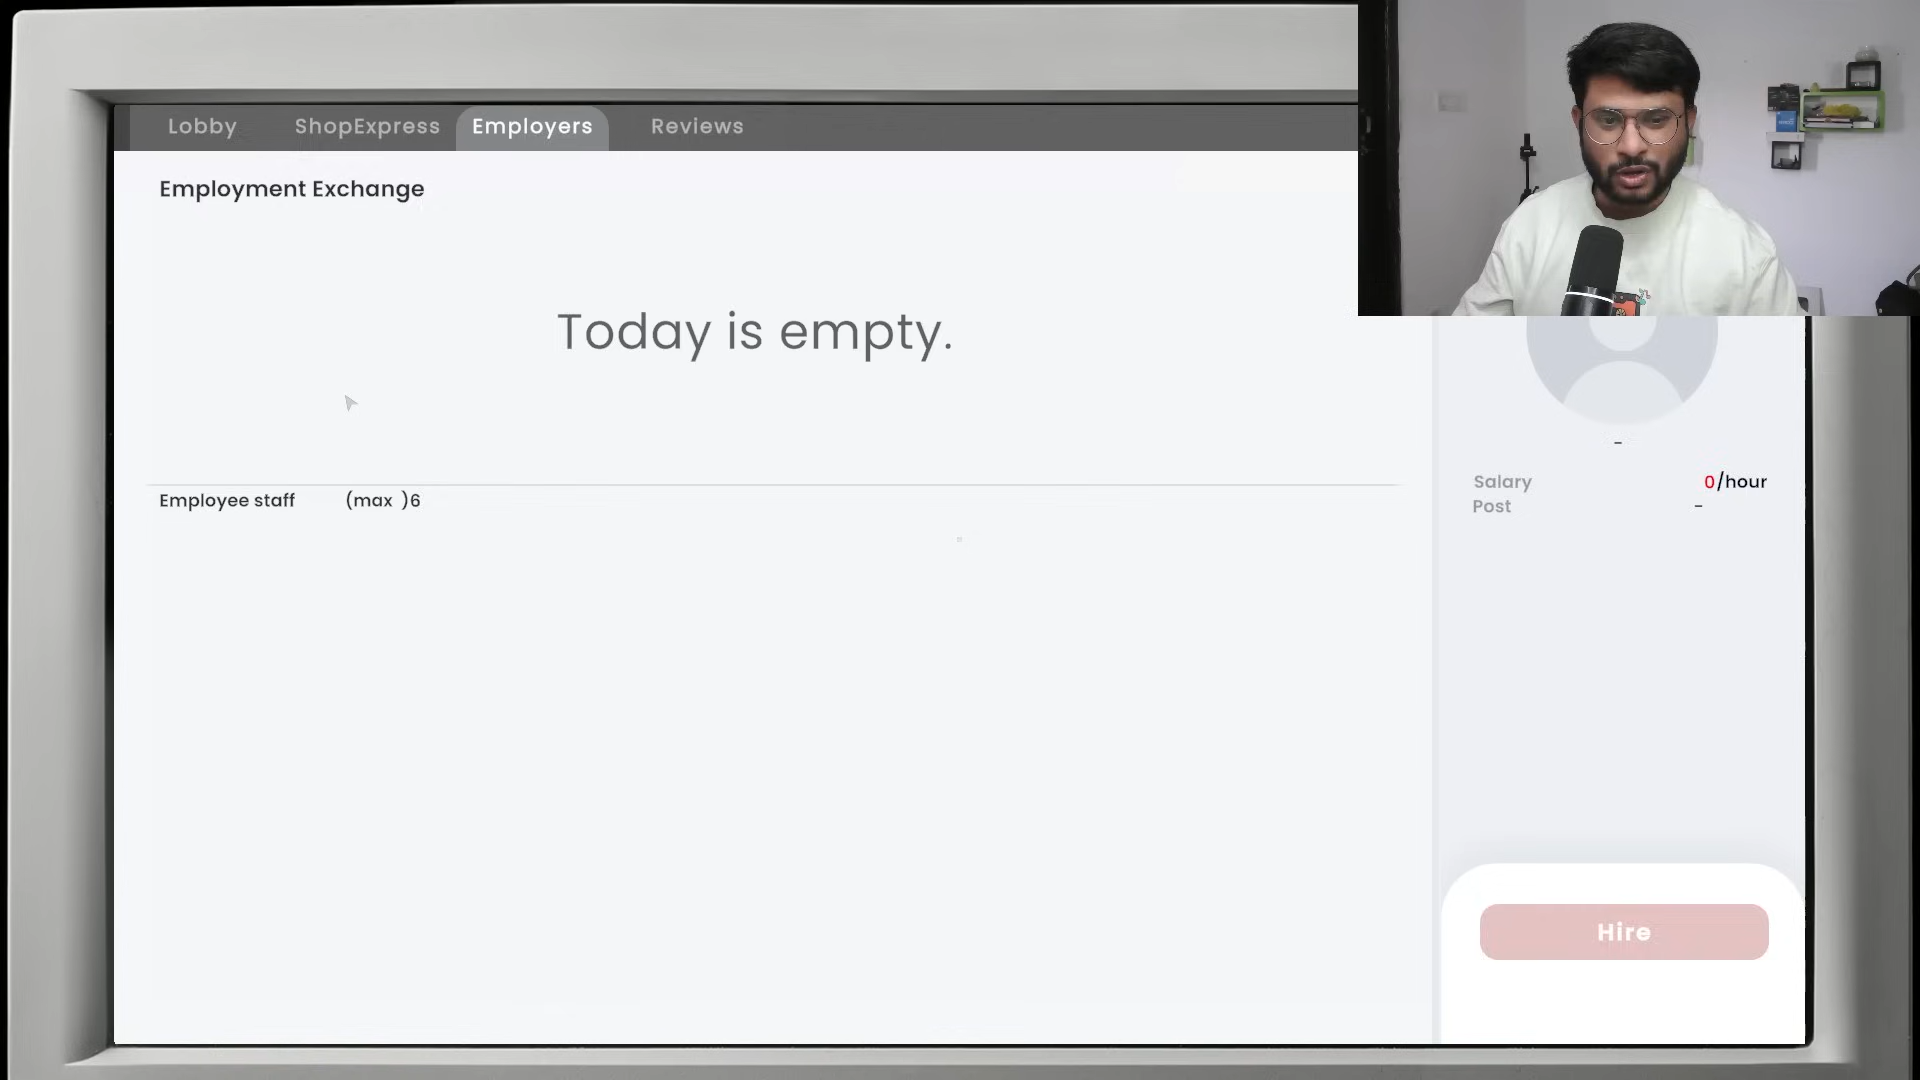 Lobby ShopExpress Employers Reviews
Employment Exchange
Today is empty.
-
Salary 0/hour
Post -
Employee staff (max )6
Hire